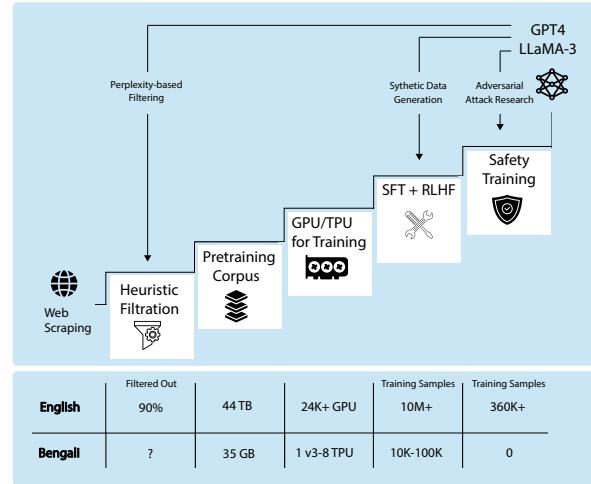 GPT4
LLaMA-3
Perplexity-based
Filtering
Sythetic Data
Generation
Adversarial
Attack Research
Safety
Training
SFT + RLHF
GPU/TPU
for Training
Pretraining
Corpus
Heuristic
Filtration
Web
Scraping
Filtered Out
Training Samples
Training Samples
English
90%
44 TB
24K+ GPU
10M+
360K+
Bengali
?
35 GB
1 v3-8 TPU
10K-100K
0